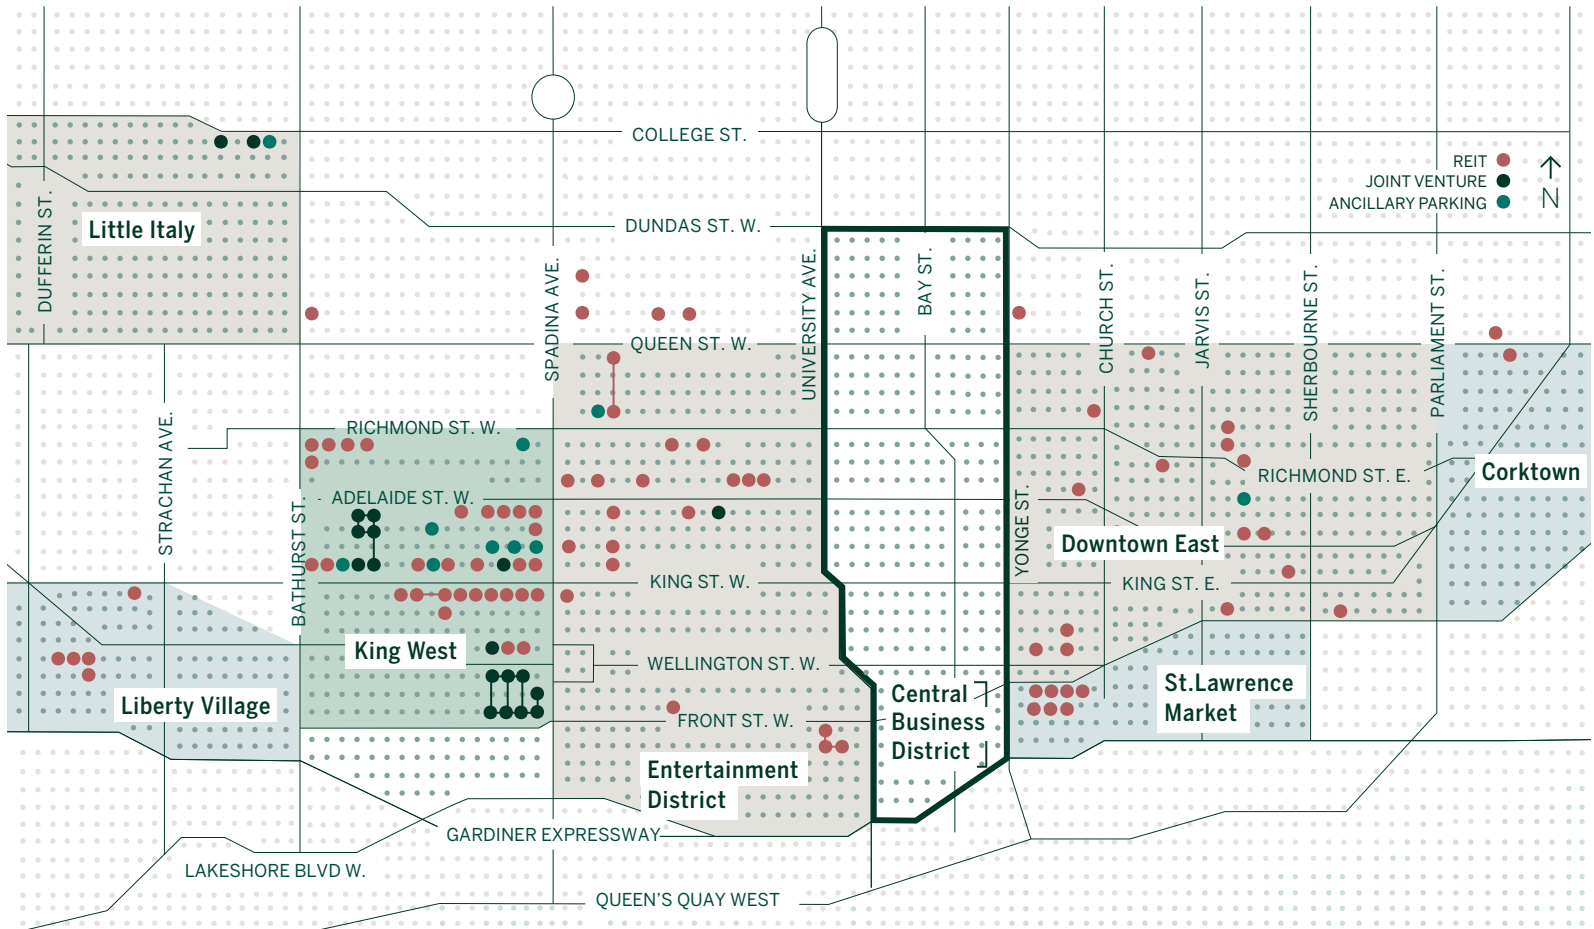 COLLEGE ST.
REIT
JOINT VENTURE
N
ANCILLARY PARKING
DUFFERIN ST.
Little Italy
DUNDAS ST. W.
SPADINA AVE.
UNIVERSITY AVE.
BAY ST.
CHURCH ST.
JARVIS ST.
SHERBOURNE ST.
PARLIAMENT ST.
QUEEN ST. W.
STRACHAN AVE.
RICHMOND ST. W.
RICHMOND ST. E.
Corktown
ADELAIDE ST. W.
BATHURST ST.
YONGE ST.
Downtown East
KING ST. W.
KING ST. E.
King West
WELLINGTON ST. W.
Liberty Village
Central
Business
District
St.Lawrence
Market
FRONT ST. W.
Entertainment
District
GARDINER EXPRESSWAY
LAKESHORE BLVD W.
QUEEN'S QUAY WEST